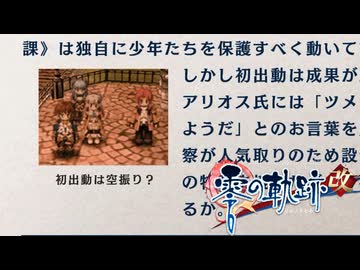 課》は独自に少年たちを保護すべく動いて
しかし初出動は成果が
アリオス氏には「ツメ
ようだ」とのお言葉を
察が人気取りのため設
の特
るか。
初出動は空振り？
零の軌跡
改